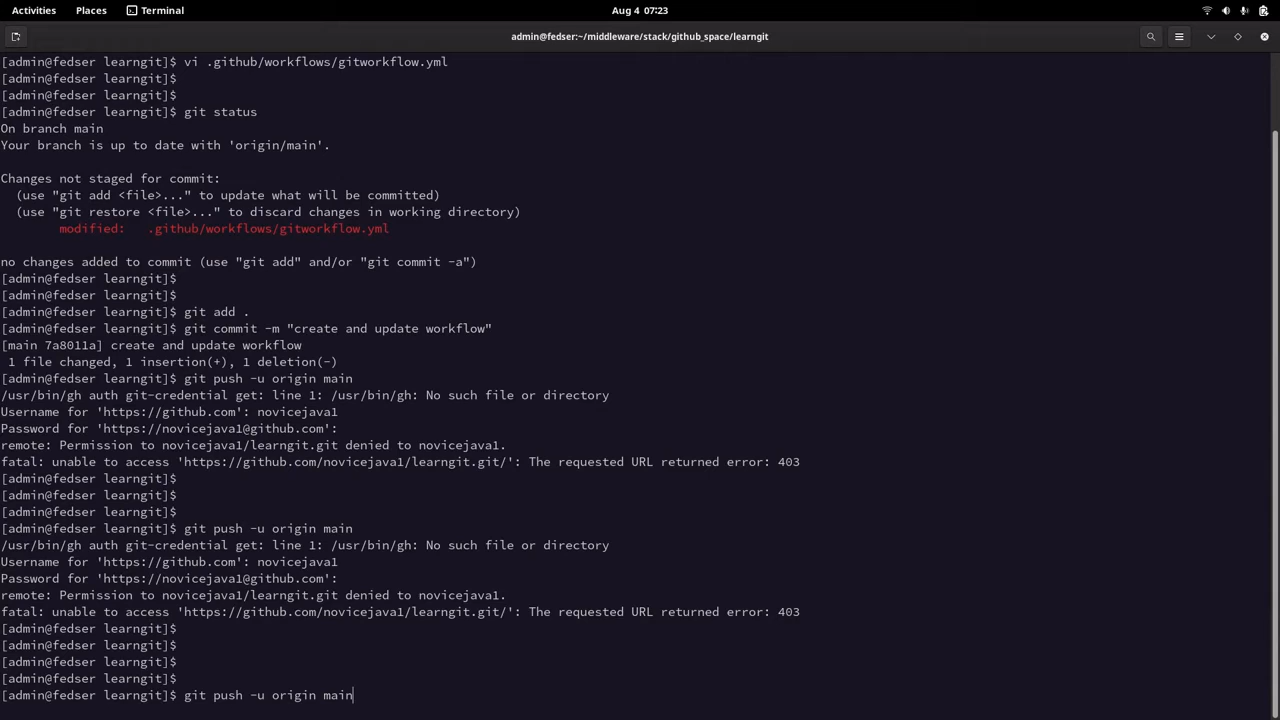 Activities Places Terminal Aug 4 07:23
admin@fedser:~/middleware/stack/github_space/learngit
[admin@fedser learngit]$ vi .github/workflows/gitworkflow.yml
[admin@fedser learngit]$
[admin@fedser learngit]$
[admin@fedser learngit]$ git status
On branch main
Your branch is up to date with 'origin/main'.
Changes not staged for commit:
  (use "git add <file>..." to update what will be committed)
  (use "git restore <file>..." to discard changes in working directory)
        modified:   .github/workflows/gitworkflow.yml
no changes added to commit (use "git add" and/or "git commit -a")
[admin@fedser learngit]$
[admin@fedser learngit]$
[admin@fedser learngit]$ git add .
[admin@fedser learngit]$ git commit -m "create and update workflow"
[main 7a8011a] create and update workflow
 1 file changed, 1 insertion(+), 1 deletion(-)
[admin@fedser learngit]$ git push -u origin main
/usr/bin/gh auth git-credential get: line 1: /usr/bin/gh: No such file or directory
Username for 'https://github.com': novicejava1
Password for 'https://novicejava1@github.com':
remote: Permission to novicejava1/learngit.git denied to novicejava1.
fatal: unable to access 'https://github.com/novicejava1/learngit.git/': The requested URL returned error: 403
[admin@fedser learngit]$
[admin@fedser learngit]$
[admin@fedser learngit]$
[admin@fedser learngit]$ git push -u origin main
/usr/bin/gh auth git-credential get: line 1: /usr/bin/gh: No such file or directory
Username for 'https://github.com': novicejava1
Password for 'https://novicejava1@github.com':
remote: Permission to novicejava1/learngit.git denied to novicejava1.
fatal: unable to access 'https://github.com/novicejava1/learngit.git/': The requested URL returned error: 403
[admin@fedser learngit]$
[admin@fedser learngit]$
[admin@fedser learngit]$
[admin@fedser learngit]$
[admin@fedser learngit]$ git push -u origin main